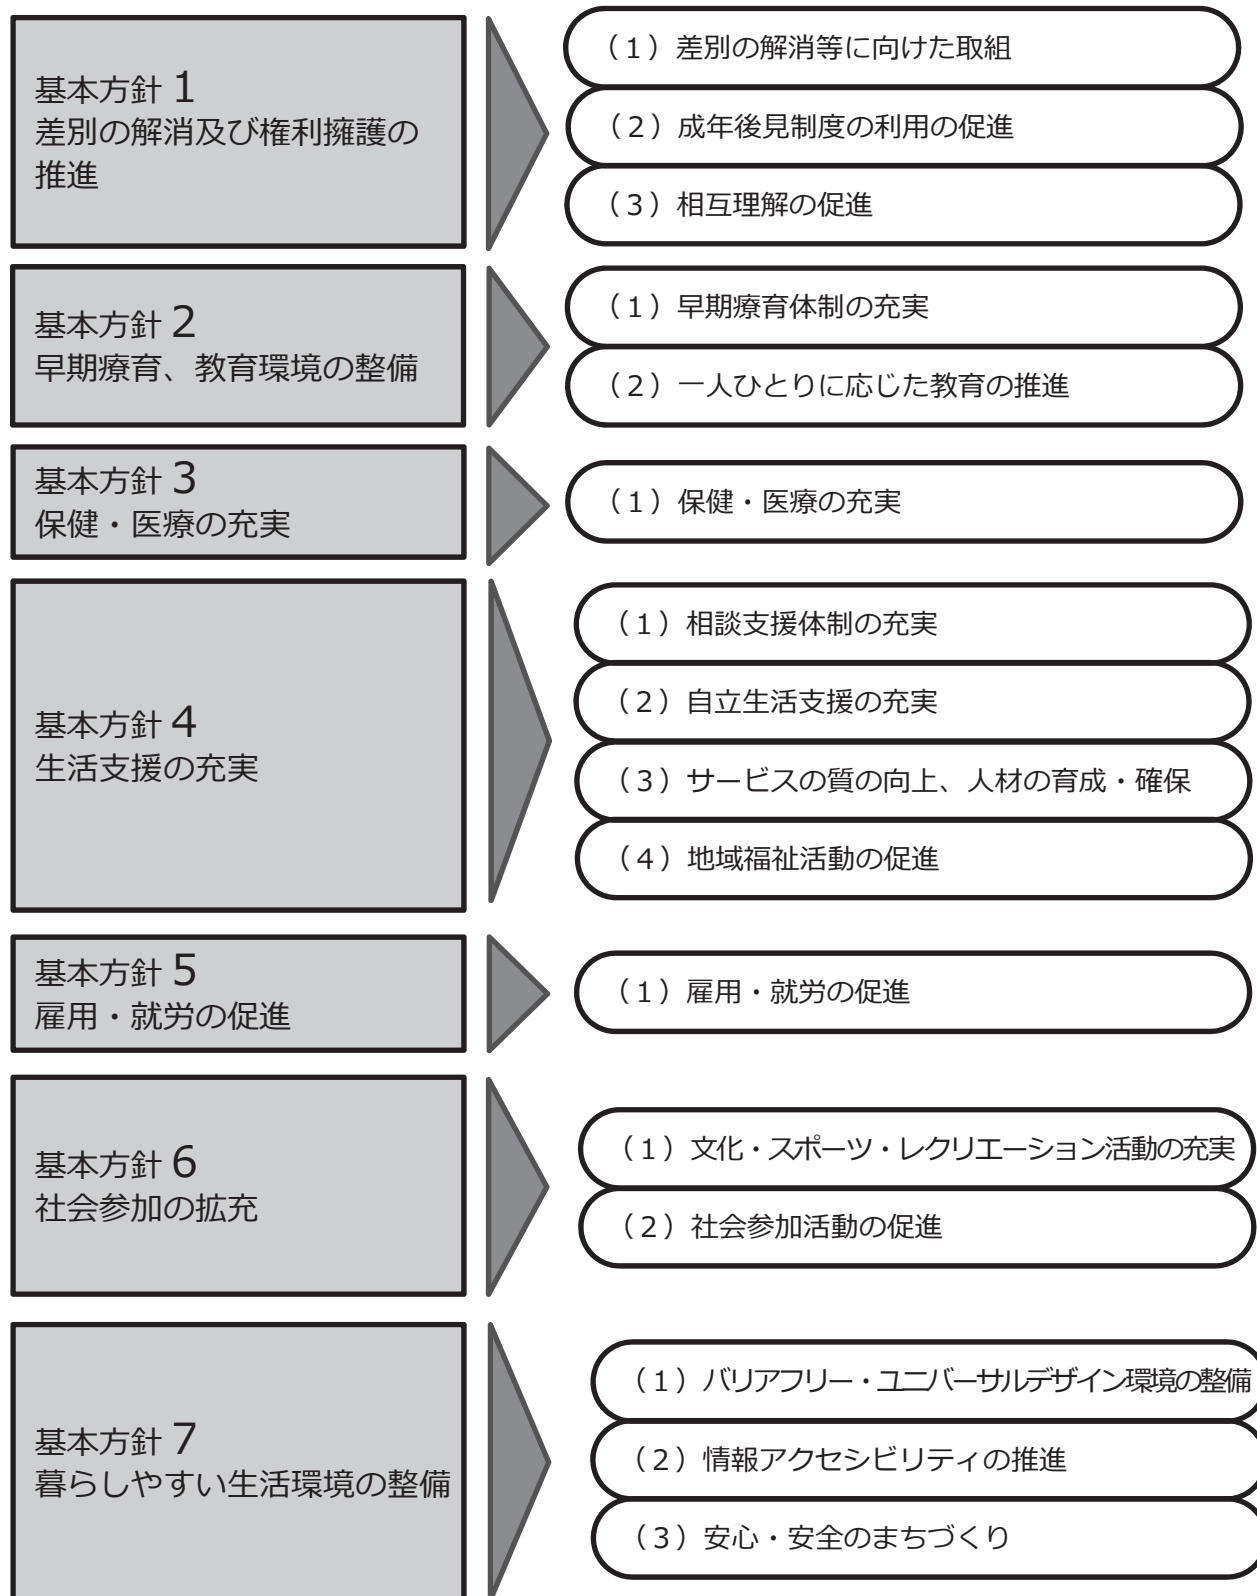 基本方針 1
差別の解消及び権利擁護の
推進
（１）差別の解消等に向けた取組
（２）成年後見制度の利用の促進
（３）相互理解の促進
基本方針 2
早期療育、教育環境の整備
（１）早期療育体制の充実
（２）一人ひとりに応じた教育の推進
基本方針 3
保健・医療の充実
（１）保健・医療の充実
基本方針 4
生活支援の充実
（１）相談支援体制の充実
（２）自立生活支援の充実
（３）サービスの質の向上、人材の育成・確保
（４）地域福祉活動の促進
基本方針 5
雇用・就労の促進
（１）雇用・就労の促進
基本方針 6
社会参加の拡充
（１）文化・スポーツ・レクリエーション活動の充実
（２）社会参加活動の促進
基本方針 7
暮らしやすい生活環境の整備
（１）バリアフリー・ユニバーサルデザイン環境の整備
（２）情報アクセシビリティの推進
（３）安心・安全のまちづくり